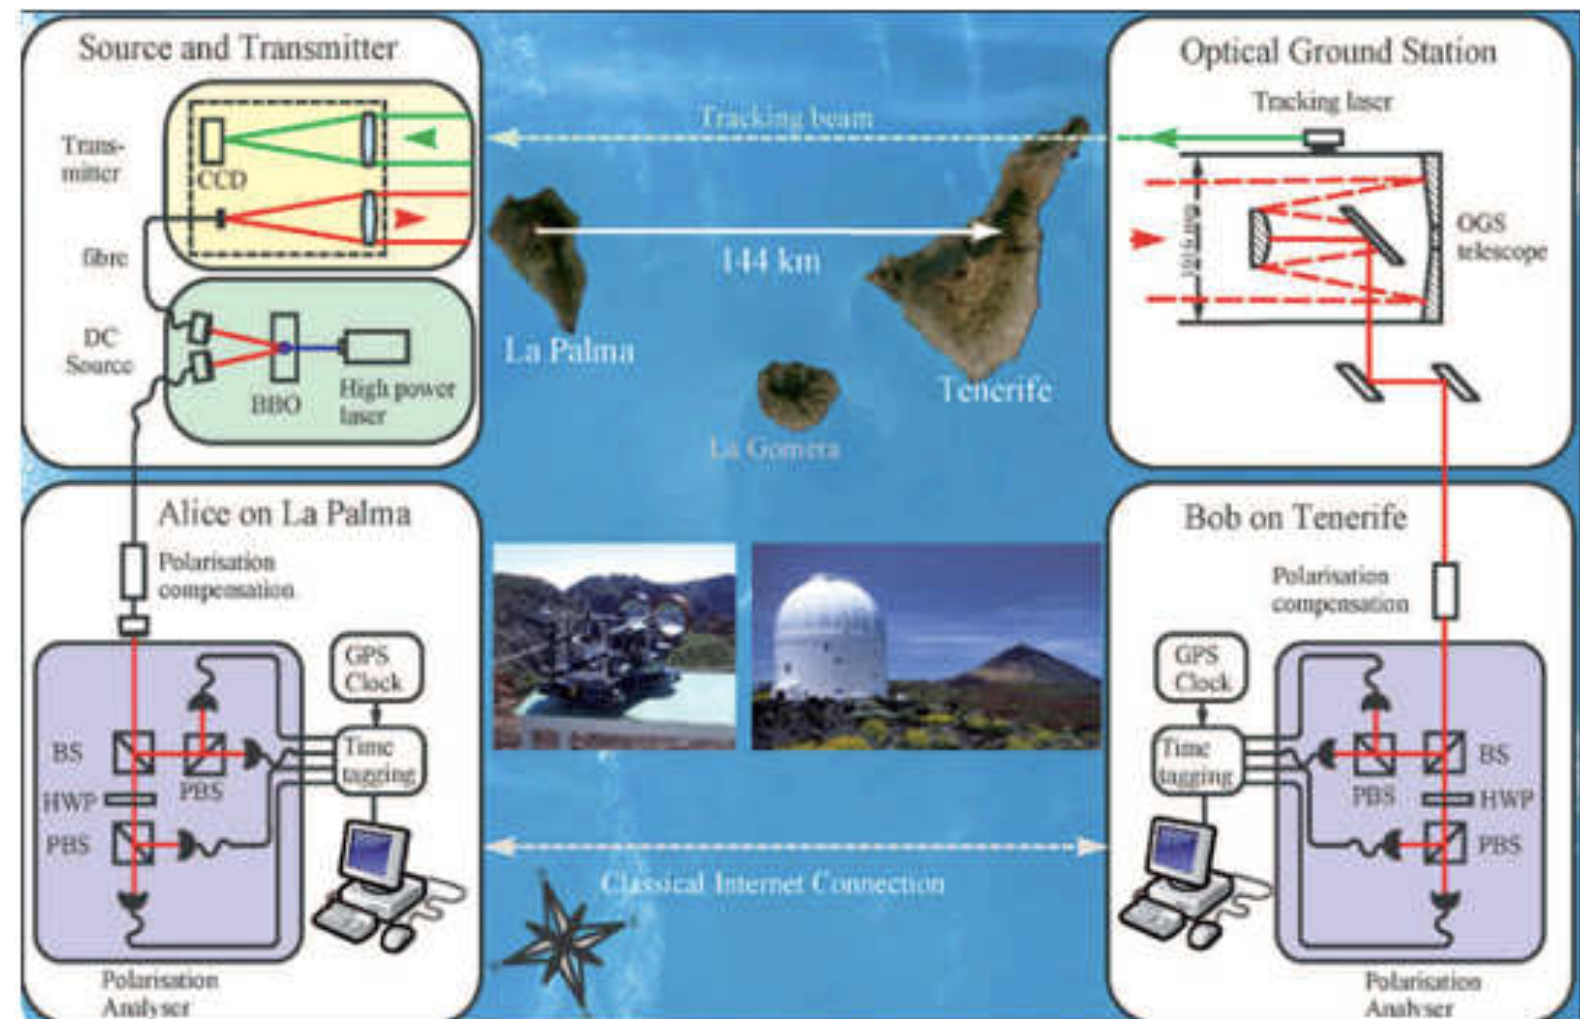 Source and Transmitter
Trans-
mitter
CCD
fibre
DC
Source
BBO
High power
laser
Tracking beam
144 km
La Palma
Tenerife
La Gomera
Optical Ground Station
Tracking laser
OGS
telescope
Alice on La Palma
Polarisation
compensation
GPS
Clock
BS
PBS
Time
tagging
HWP
PBS
Polarisation
Analyser
Classical Internet Connection
Bob on Tenerife
Polarisation
compensation
GPS
Clock
Time
tagging
BS
PBS
HWP
PBS
Polarisation
Analyser